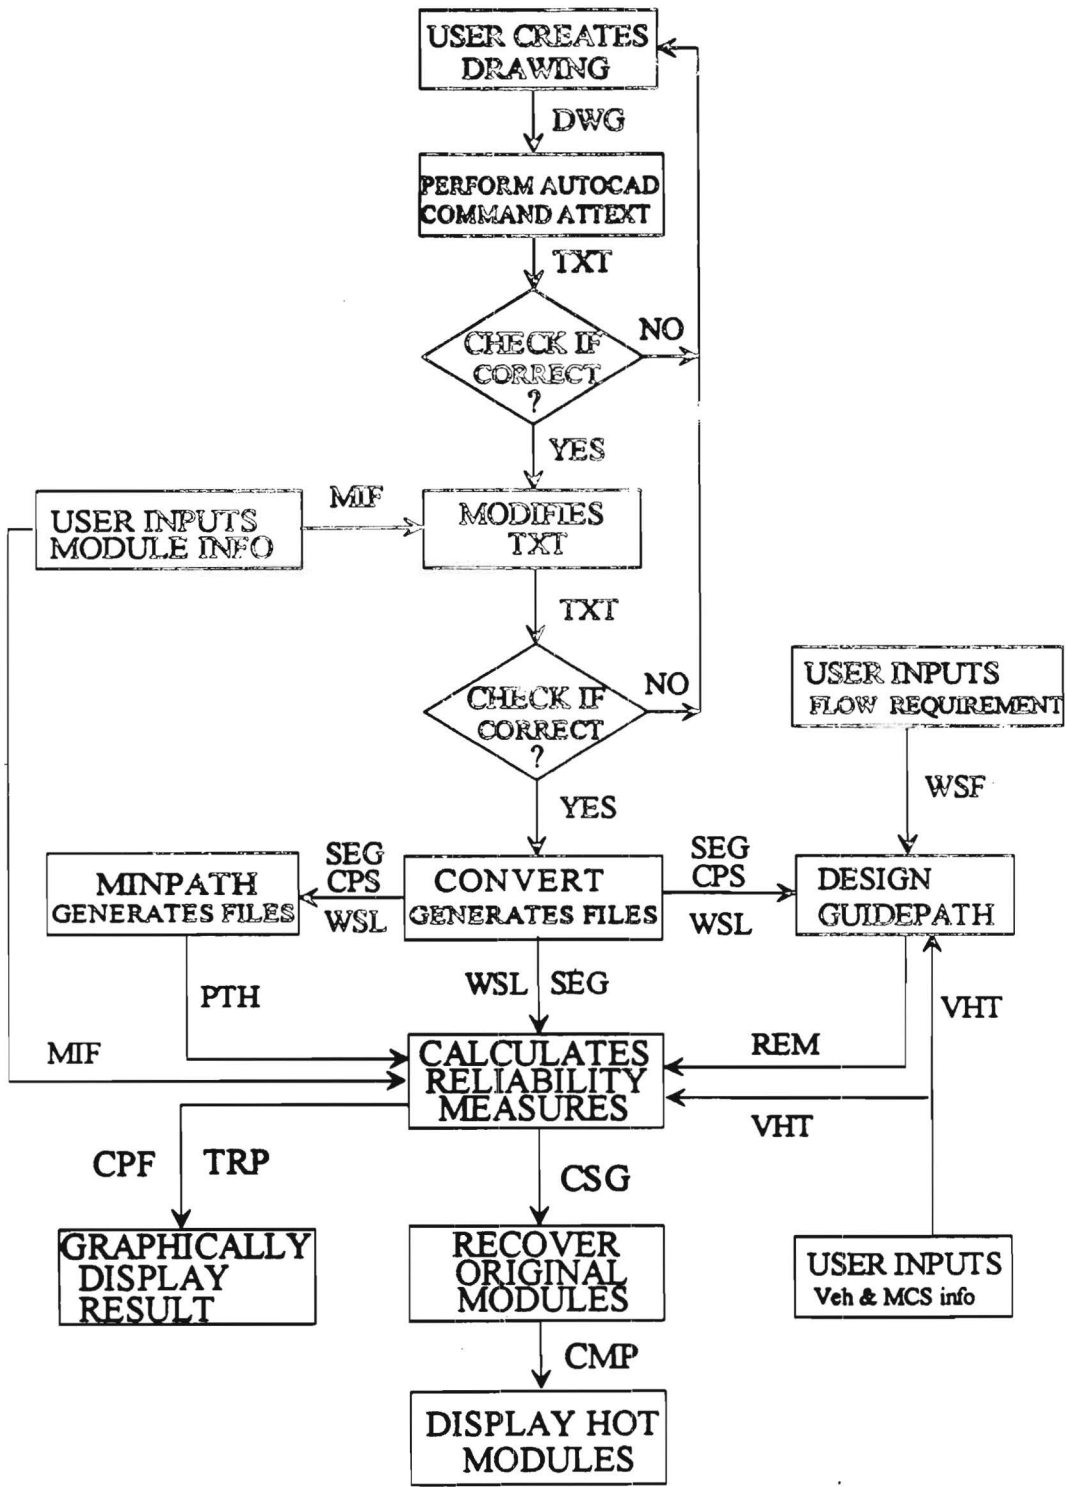 USER CREATES
DRAWING
DWG
PERFORM AUTOCAD
COMMAND ATTEXT
TXT
CHECK IF
CORRECT
?
NO
YES
USER INPUTS
MODULE INFO
MIF
MODIFIES
TXT
TXT
CHECK IF
CORRECT
?
NO
USER INPUTS
FLOW REQUIREMENT
WSF
YES
MINPATH
GENERATES FILES
SEG
CPS
WSL
CONVERT
GENERATES FILES
SEG
CPS
WSL
DESIGN
GUIDEPATH
PTH
WSL
SEG
VHT
MIF
CALCULATES
RELIABILITY
MEASURES
REM
VHT
CPF
TRP
CSG
GRAPHICALLY
DISPLAY
RESULT
RECOVER
ORIGINAL
MODULES
USER INPUTS
Veh & MCS info
CMP
DISPLAY HOT
MODULES